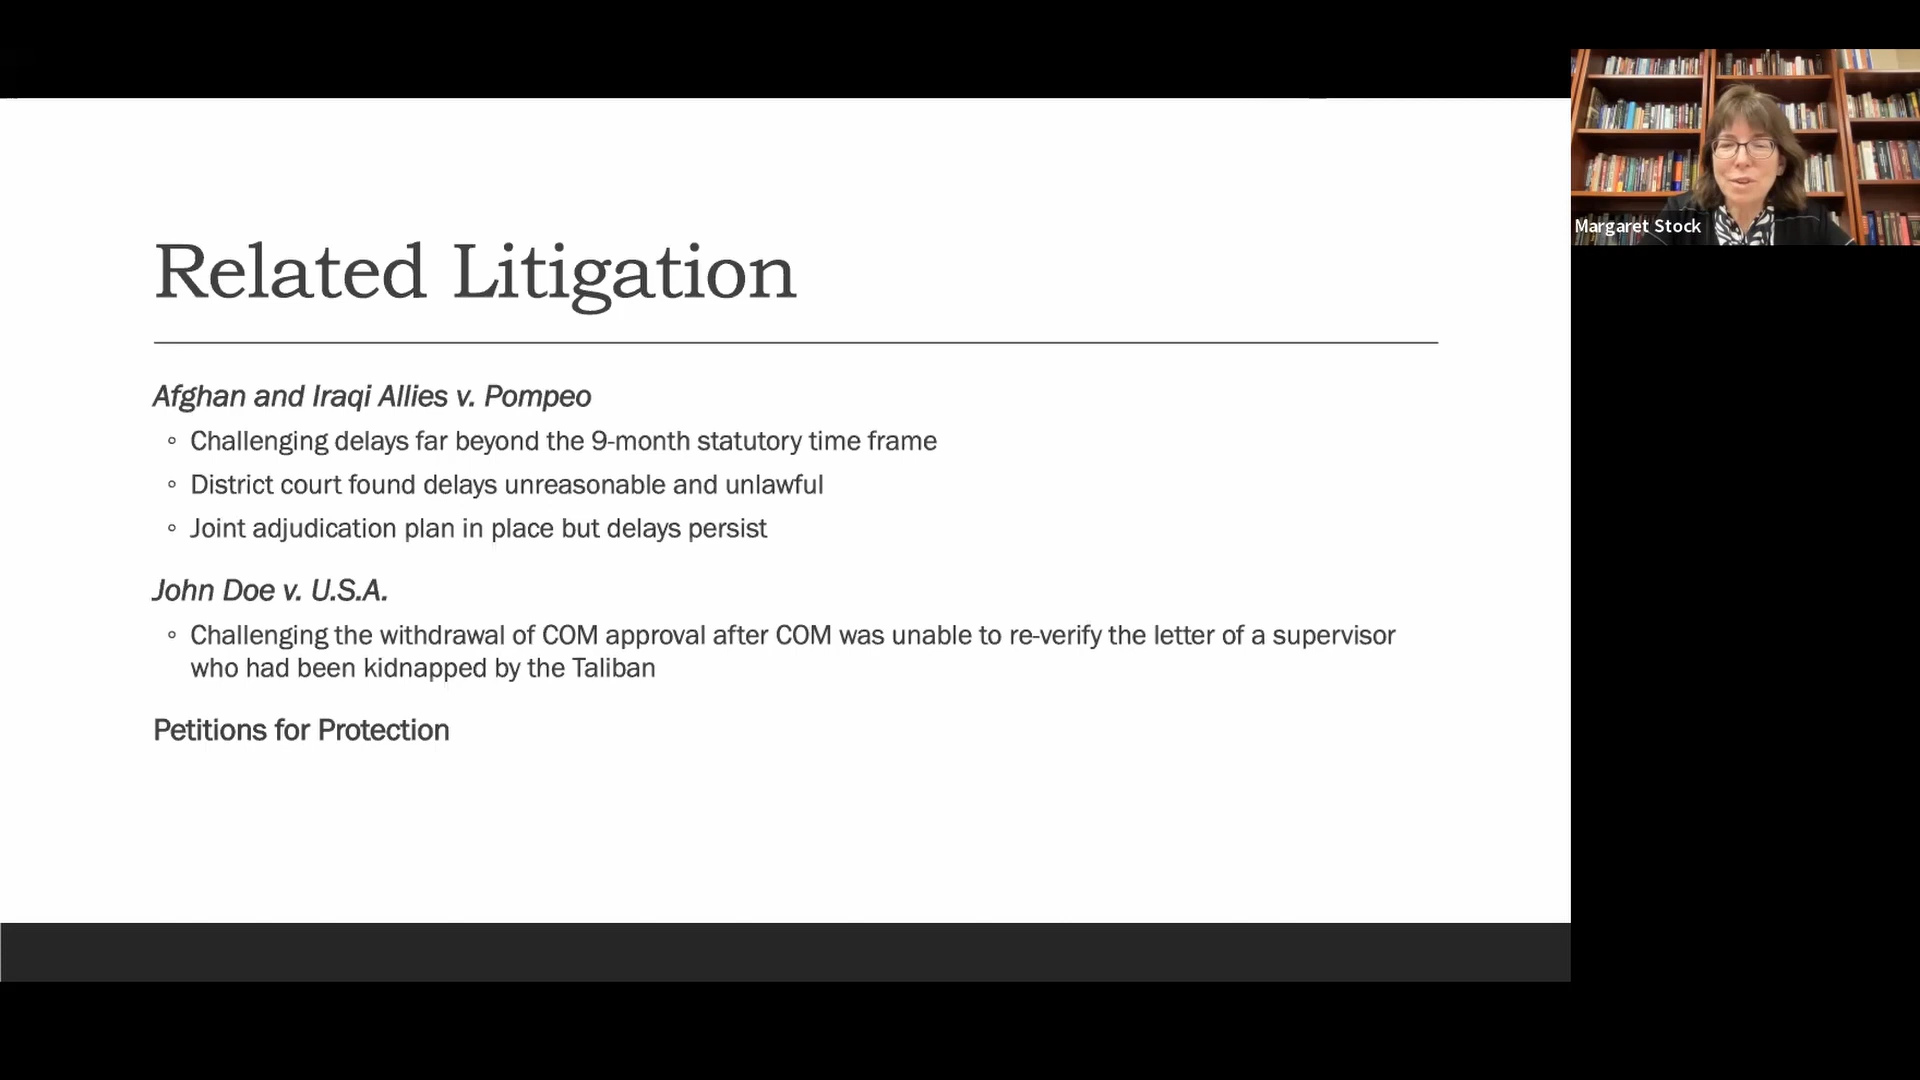 Related Litigation
Afghan and Iraqi Allies v. Pompeo
◦ Challenging delays far beyond the 9-month statutory time frame
◦ District court found delays unreasonable and unlawful
◦ Joint adjudication plan in place but delays persist
John Doe v. U.S.A.
◦ Challenging the withdrawal of COM approval after COM was unable to re-verify the letter of a supervisor
who had been kidnapped by the Taliban
Petitions for Protection
Margaret Stock